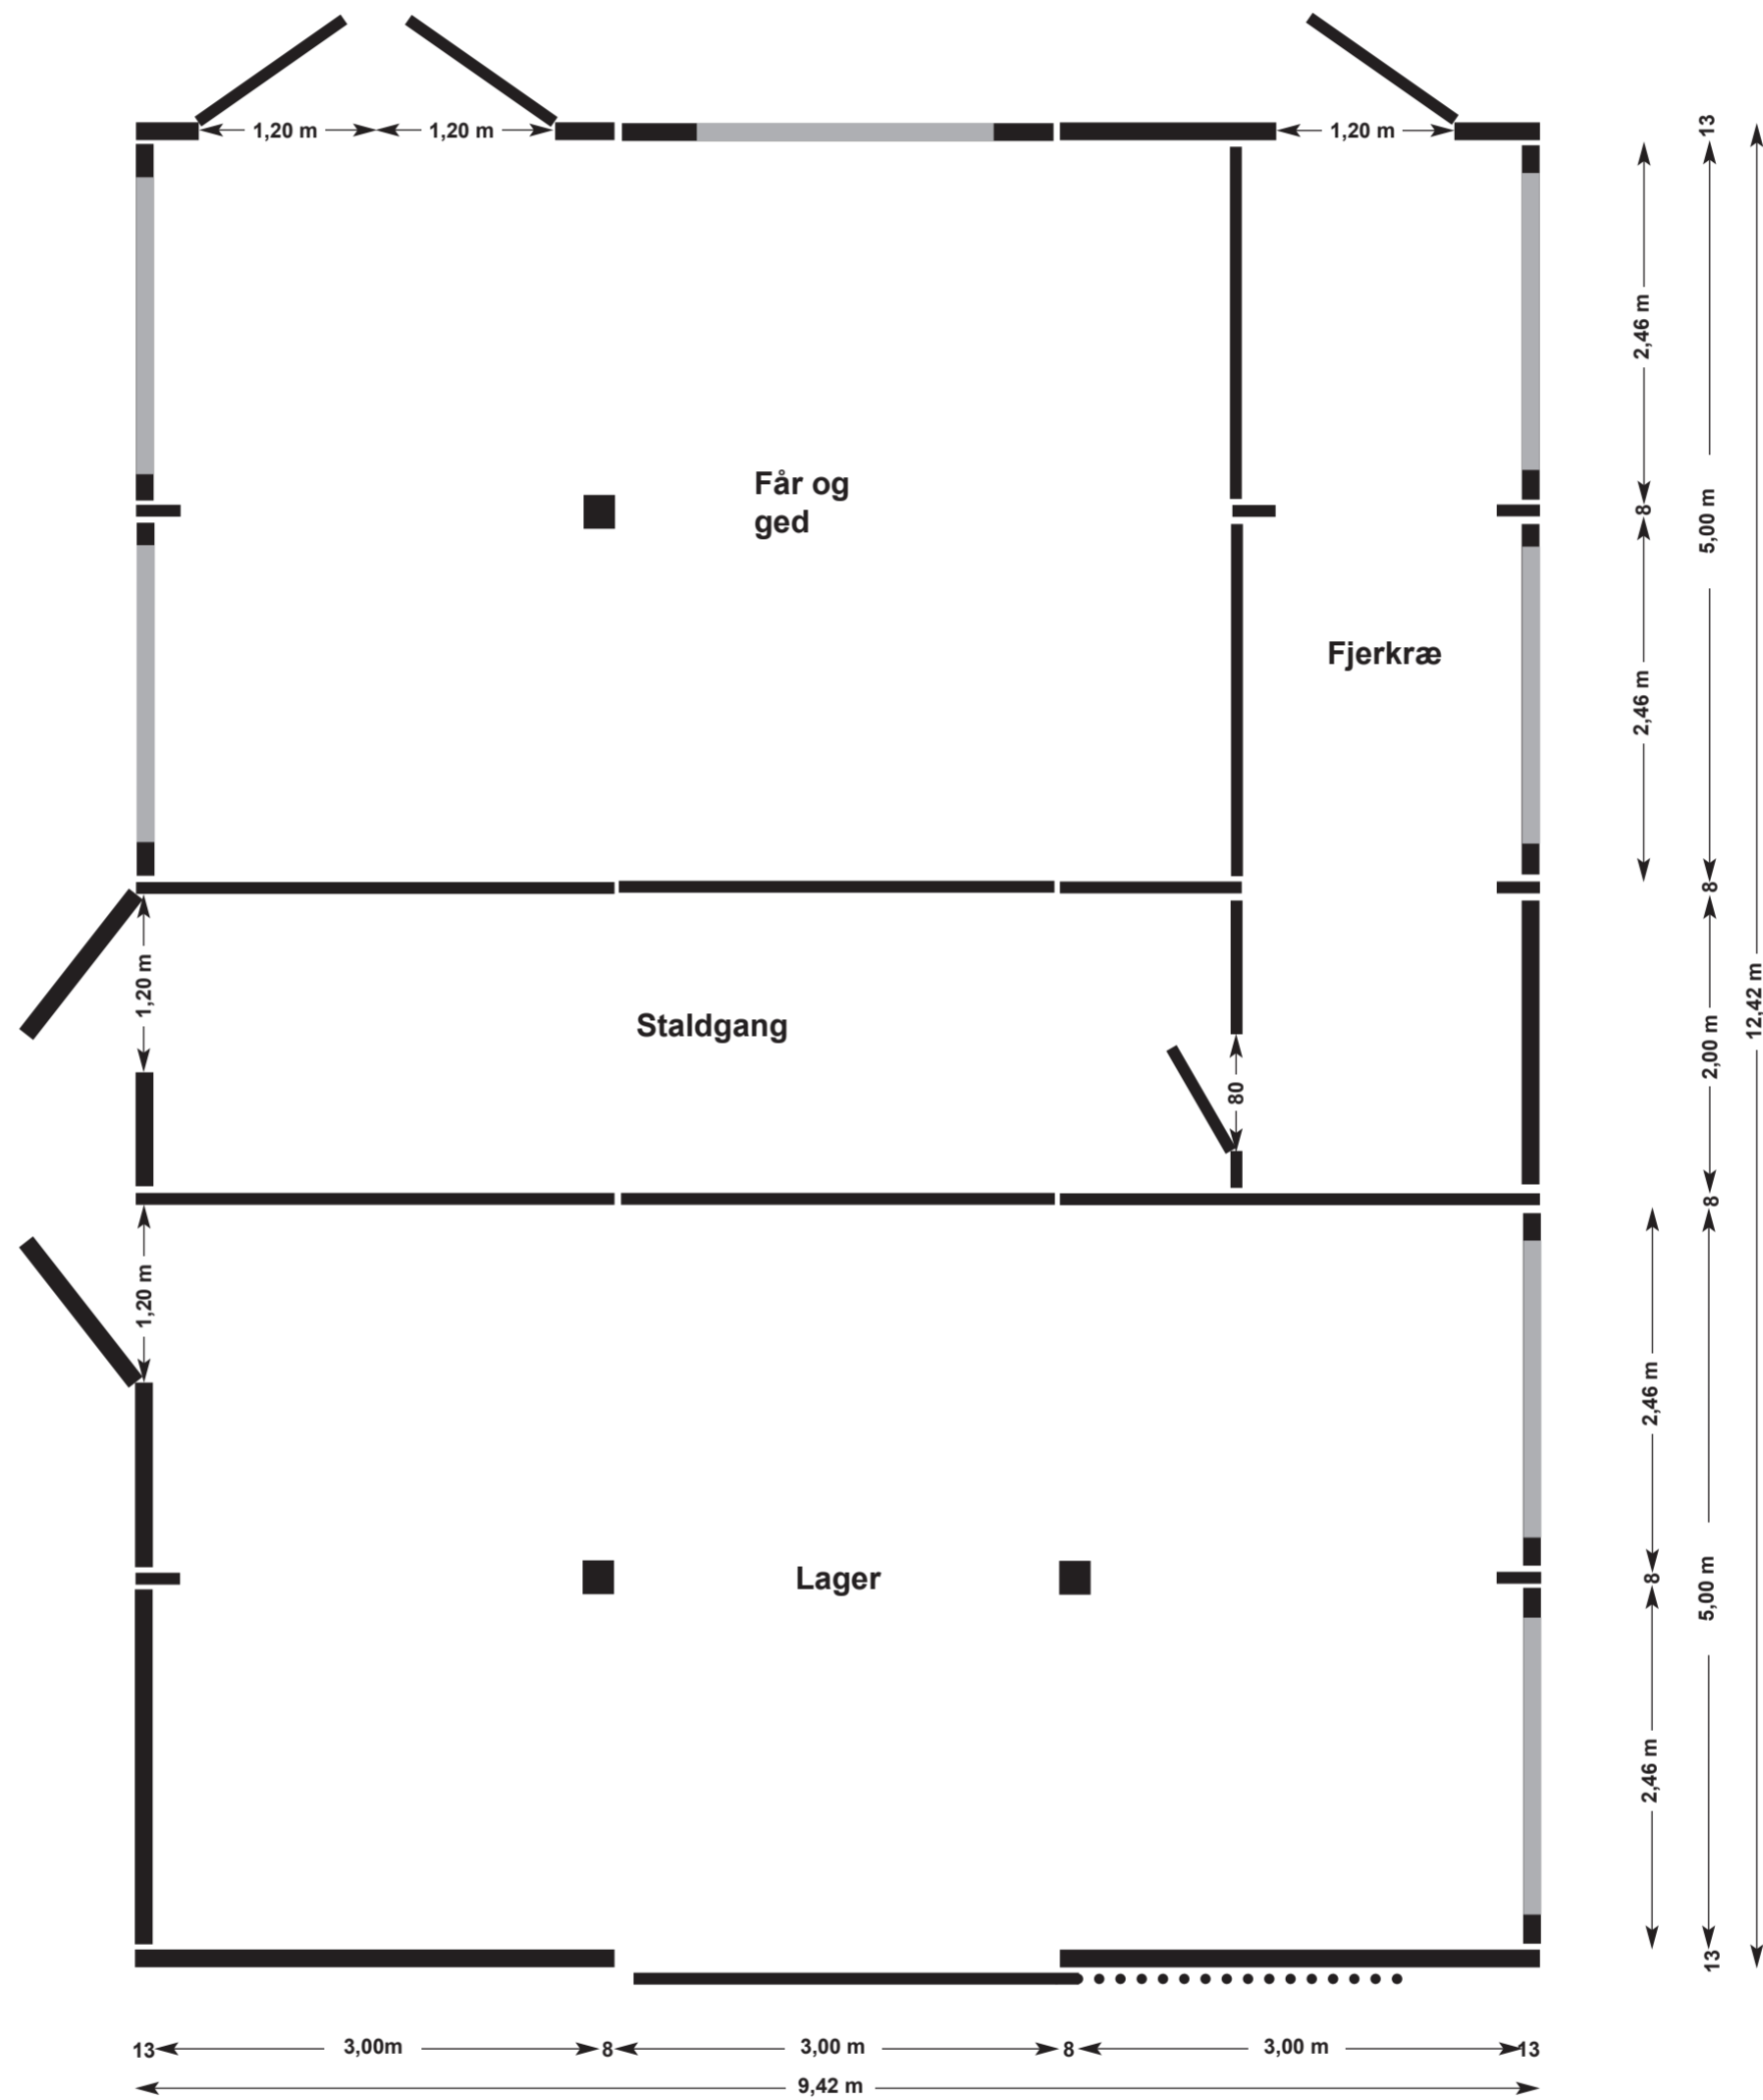 1,20 m
1,20 m
1,20 m
13
2,46 m
Får og
ged
8
5,00 m
Fjerkræ
2,46 m
8
1,20 m
Staldgang
12,42 m
2,00 m
80
8
1,20 m
2,46 m
Lager
8
5,00 m
2,46 m
13
13
3,00m
8
3,00 m
8
3,00 m
13
9,42 m